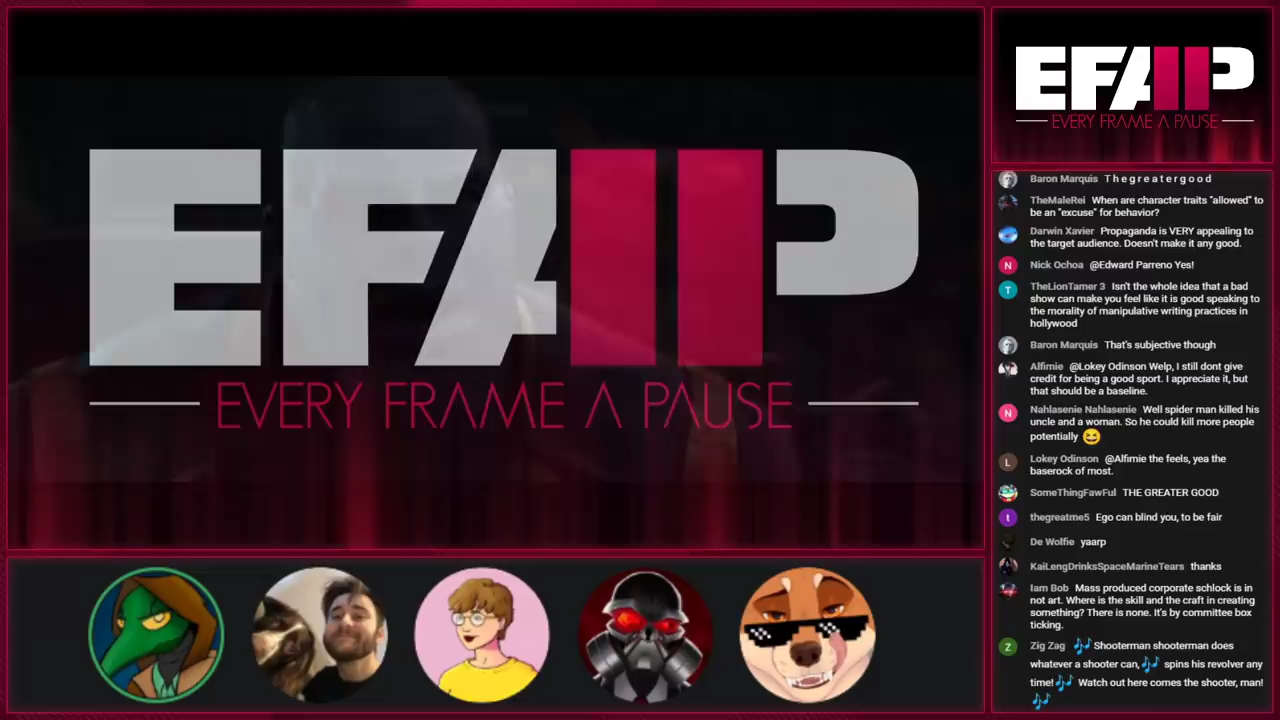 EFAP
EVERY FRAME A PAUSE
EFAP
EVERY FRAME A PAUSE
Baron Marquis T h e g r e a t e r g o o d
TheMaleRei When are character traits "allowed" to
be an "excuse" for behavior?
Darwin Xavier Propaganda is VERY appealing to
the target audience. Doesn't make it any good.
N Nick Ochoa @Edward Parreno Yes!
T TheLionTamer 3 Isn't the whole idea that a bad
show can make you feel like it is good speaking to
the morality of manipulative writing practices in
hollywood
Baron Marquis That's subjective though
Alfimie @Lokey Odinson Welp, I still dont give
credit for being a good sport. I appreciate it, but
that should be a baseline.
N Nahlasenie Nahlasenie Well spider man killed his
uncle and a woman. So he could kill more people
potentially 😆
L Lokey Odinson @Alfimie the feels, yea the
baserock of most.
SomeThingFawFul THE GREATER GOOD
t thegreatme5 Ego can blind you, to be fair
De Wolfie yaarp
KaiLengDrinksSpaceMarineTears thanks
Iam Bob Mass produced corporate schlock is in
not art. Where is the skill and the craft in creating
something? There is none. It's by committee box
ticking.
Z Zig Zag 🎶 Shooterman shooterman does
whatever a shooter can, 🎶 spins his revolver any
time! 🎶 Watch out here comes the shooter, man!
🎶